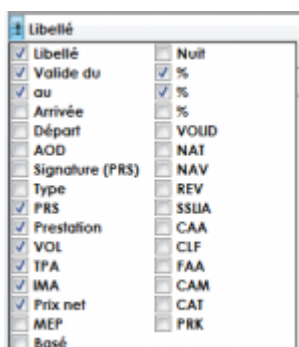 Libellé
Libellé
Valide du
au
Arrivée
Départ
AOD
Signature (PRS)
Type
PRS
Prestation
VOL
TPA
IMA
Prix net
MEP
Basé
Nuit
%
%
%
VOLID
NAT
NAV
REV
SSLIA
CAA
CLF
FAA
CAM
CAT
PRK